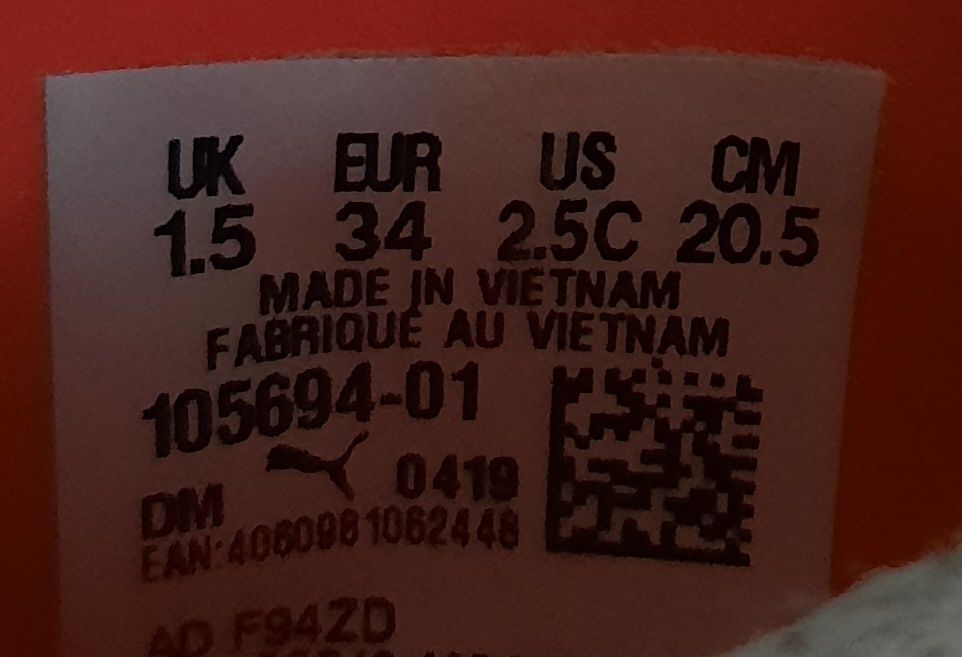 UK EUR US CM
1.5 34 2.5C 20.5
MADE IN VIETNAM
FABRIQUE AU VIETNAM
105694-01
0419
DM
EAN:4060981062448
AD F94ZD